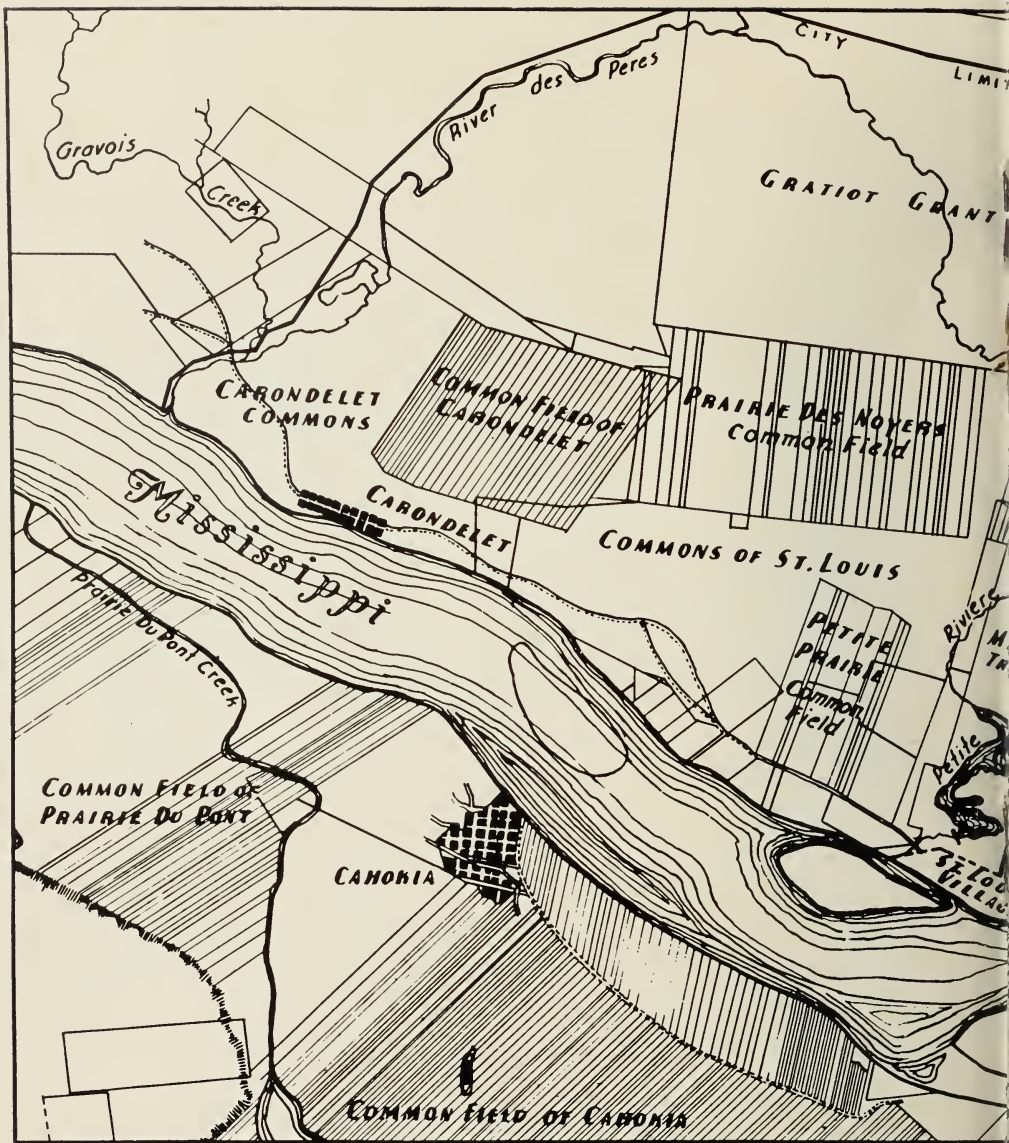 CITY
LIMIT
River des Peres
Gravois
Creek
GRATIOT GRANT
CARONDELET
COMMONS
COMMON FIELD OF
CARONDELET
PRAIRIE DES NOYERS
Common Field
CARONDELET
COMMONS OF ST. LOUIS
Mississippi
Prairie Du Pont Creek
PETITE
PRAIRIE
Common
Field
Riviere
Petite
COMMON FIELD OF
PRAIRIE DU PONT
CAHOKIA
ST. LOU
VILLAG
COMMON FIELD OF CAHOKIA